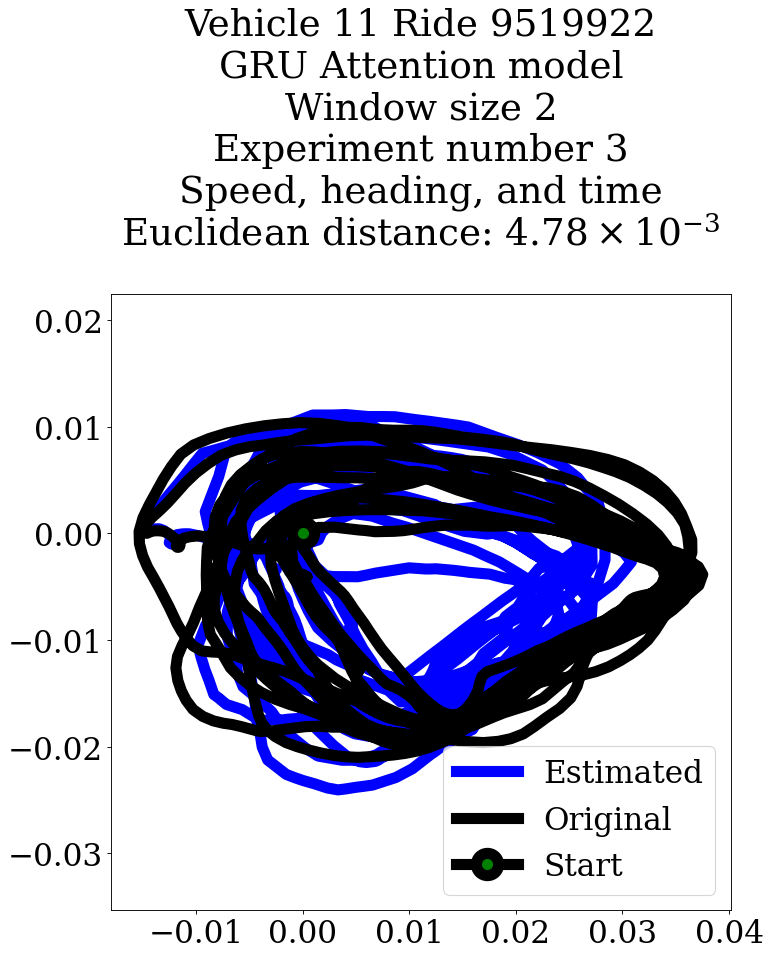 Vehicle 11 Ride 9519922
GRU Attention model
Window size 2
Experiment number 3
Speed, heading, and time
Euclidean distance: 4.78 × 10⁻³
0.02
0.01
0.00
−0.01
−0.02
−0.03
Estimated
Original
Start
−0.01 0.00 0.01 0.02 0.03 0.04